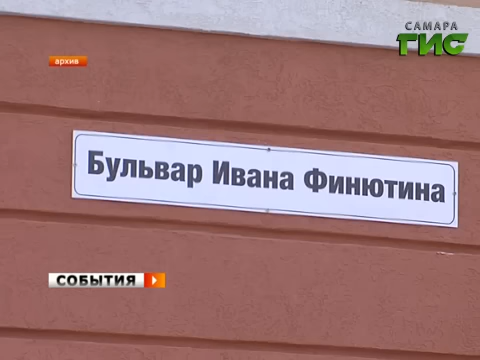 САМАРА
ГИС
архив
Бульвар Ивана Финютина
СОБЫТИЯ